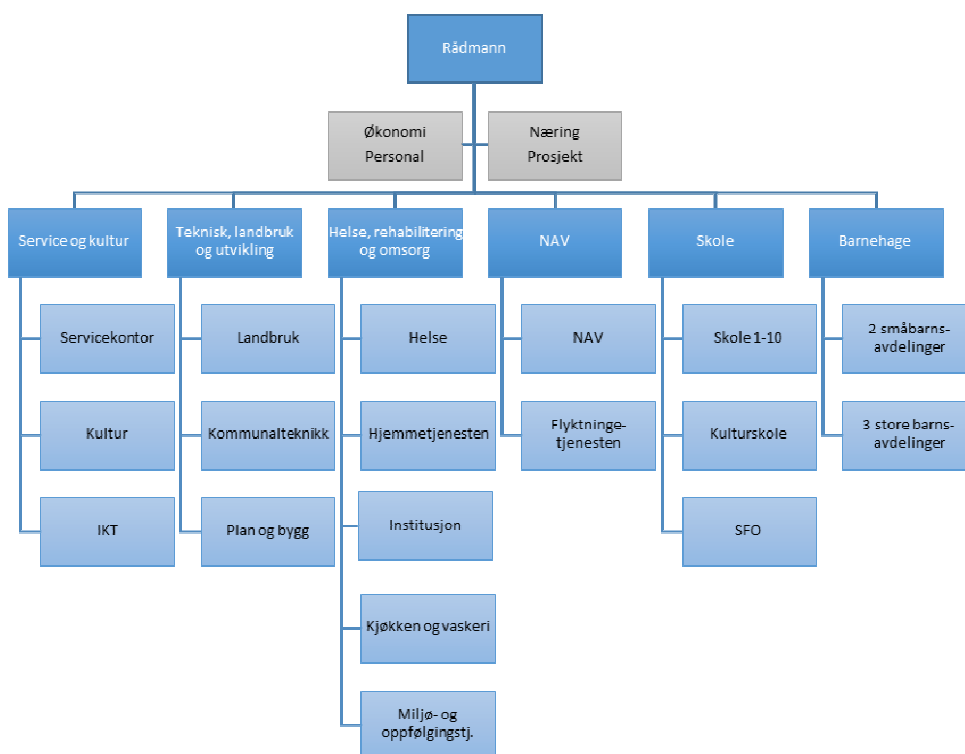 Rådmann
Økonomi
Personal
Næring
Prosjekt
Service og kultur
Teknisk, landbruk
og utvikling
Helse, rehabilitering
og omsorg
NAV
Skole
Barnehage
Servicekontor
Landbruk
Helse
NAV
Skole 1-10
2 småbarns-
avdelinger
Kultur
Kommunalteknikk
Hjemmetjenesten
Flyktninge-
tjenesten
Kulturskole
3 store barns-
avdelinger
IKT
Plan og bygg
Institusjon
SFO
Kjøkken og vaskeri
Miljø- og
oppfølgingstj.